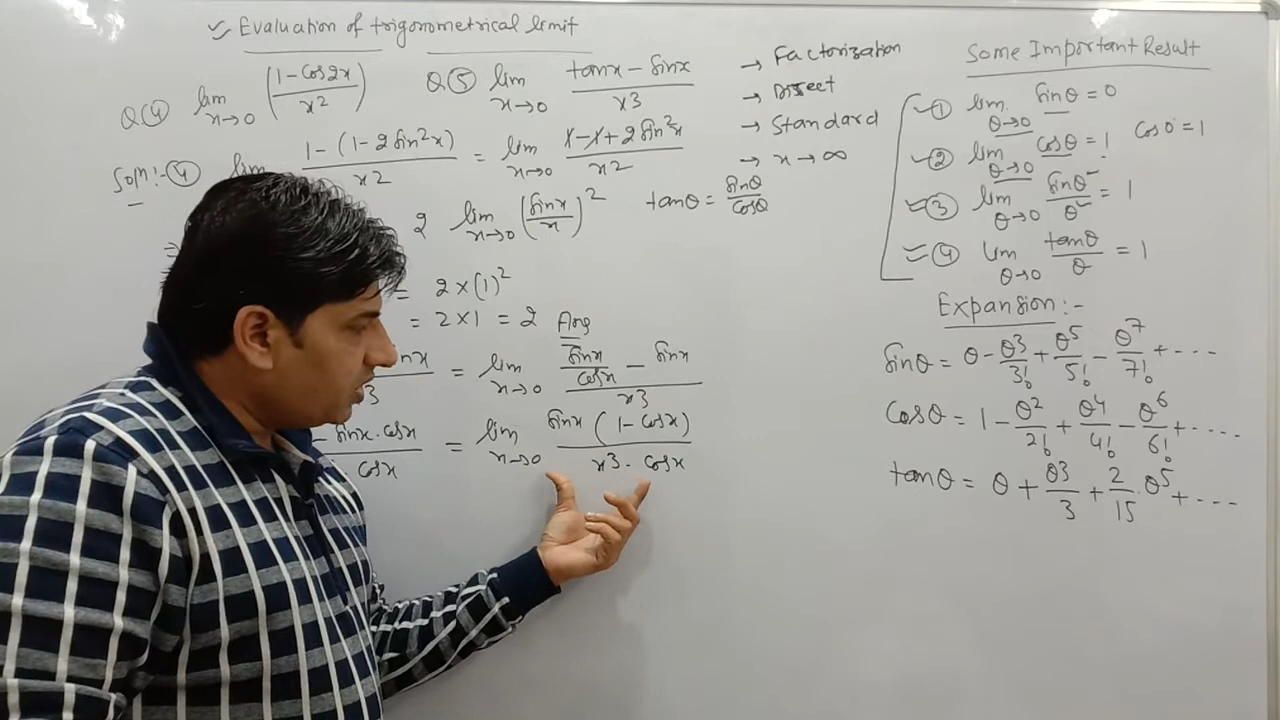 ✓ Evaluation of trigonometrical limit
Q④ lim x→0 (1-cos2x / x2)
Q⑤ lim x→0 tanx - sinx / x3
→ Factorization
→ Direct
→ Standard
→ x→∞
Soln:- ④ lim 1-(1-2sin²x) / x2 = lim x→0 1-1+2sin²x / x2
2 lim x→0 (sinx / x)²
tanθ = sinθ / cosθ
= 2×(1)²
= 2×1 = 2 Ans
nx / 3 = lim x→0 sinx / cosx - sinx / x3
- sinx·cosx / cosx = lim x→0 sinx (1-cosx) / x3·cosx
Some Important Result
① lim θ→0 sinθ = 0
② lim θ→0 cosθ = 1 cos0=1
③ lim θ→0 sinθ / θ = 1
④ lim θ→0 tanθ / θ = 1
Expansion:-
sinθ = θ - θ3/3! + θ5/5! - θ7/7! + ----
cosθ = 1 - θ2/2! + θ4/4! - θ6/6! + ----
tanθ = θ + θ3/3 + 2/15·θ5 + ----